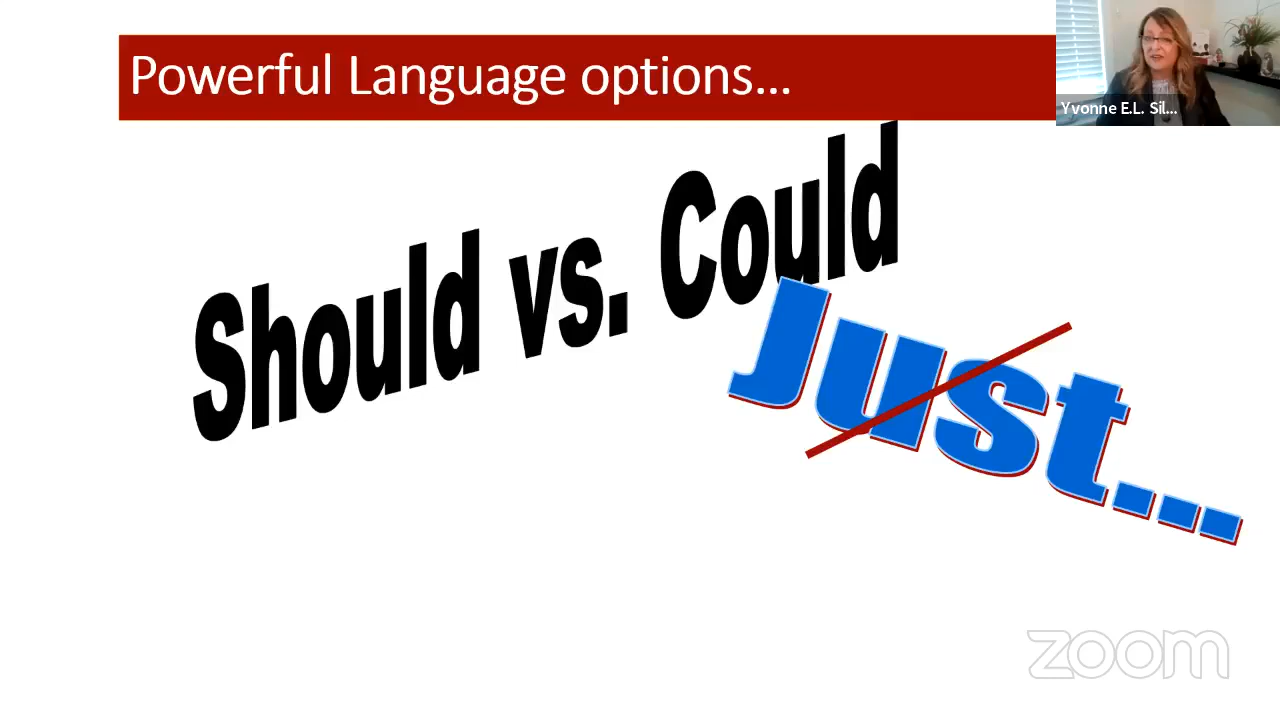 Powerful Language options...
Yvonne E.L. Sil...
Should vs. Could
Just...
zoom